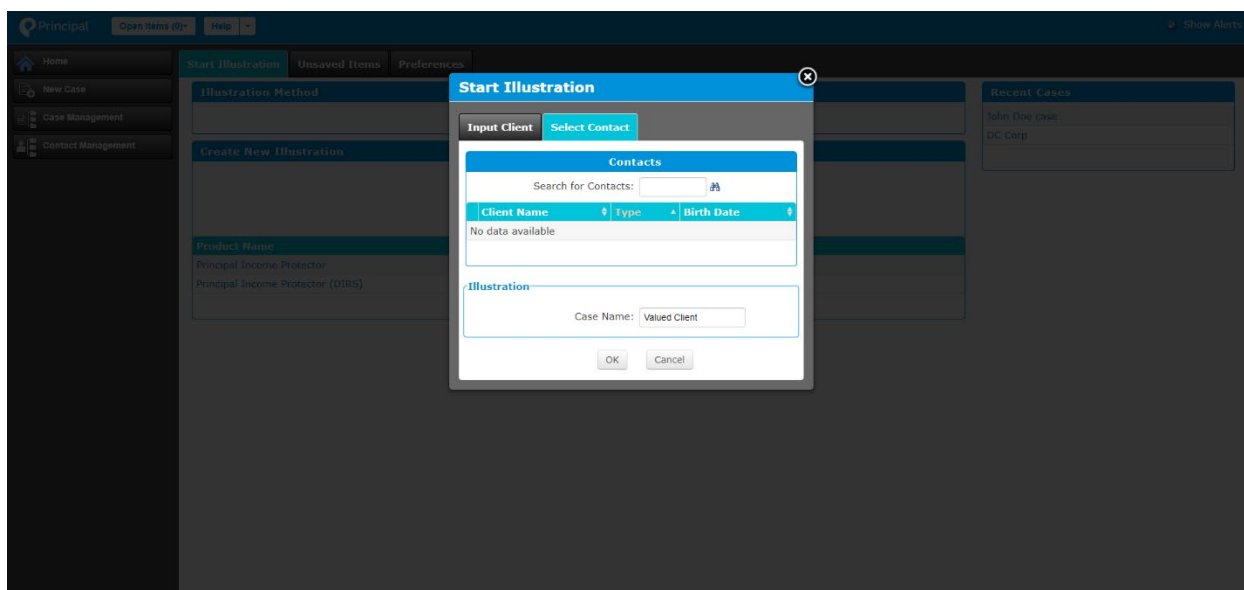 Principal Open Items (0) Help Show Alerts
Home
New Case
Case Management
Contact Management
Start Illustration Unsaved Items Preferences
Illustration Method
Create New Illustration
Product Name
Principal Income Protector
Principal Income Protector (DIRS)
Start Illustration
Input Client Select Contact
Contacts
Search for Contacts:
Client Name Type Birth Date
No data available
Illustration
Case Name: Valued Client
OK Cancel
Recent Cases
John Doe case
DC Corp